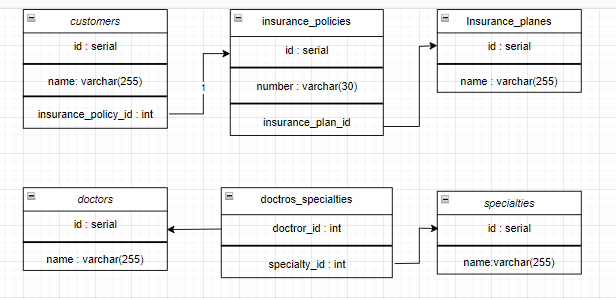 customers
id : serial
name: varchar(255)
insurance_policy_id : int
1
insurance_policies
id : serial
number : varchar(30)
insurance_plan_id
Insurance_planes
id : serial
name : varchar(255)
doctors
id : serial
name : varchar(255)
doctros_specialties
doctror_id : int
specialty_id : int
specialties
id : serial
name:varchar(255)